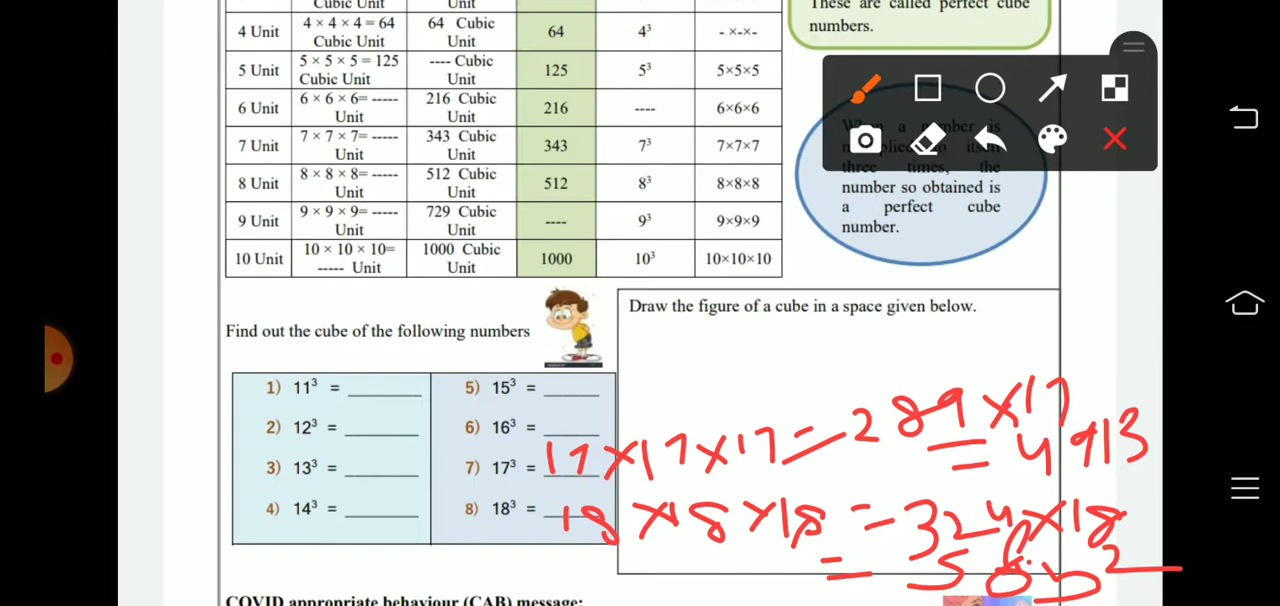 Cubic Unit Unit
These are called perfect cube
numbers.
4 Unit 4 × 4 × 4 = 64 Cubic Unit 64 Cubic Unit 64 4³ - ×-×-
5 Unit 5 × 5 × 5 = 125 Cubic Unit ---- Cubic Unit 125 5³ 5×5×5
6 Unit 6 × 6 × 6= ----- Unit 216 Cubic Unit 216 ---- 6×6×6
7 Unit 7 × 7 × 7= ----- Unit 343 Cubic Unit 343 7³ 7×7×7
8 Unit 8 × 8 × 8= ----- Unit 512 Cubic Unit 512 8³ 8×8×8
9 Unit 9 × 9 × 9= ----- Unit 729 Cubic Unit ---- 9³ 9×9×9
10 Unit 10 × 10 × 10= ----- Unit 1000 Cubic Unit 1000 10³ 10×10×10
a number is
itself
three times, the
number so obtained is
a perfect cube
number.
Find out the cube of the following numbers
Draw the figure of a cube in a space given below.
1) 11³ = ________
2) 12³ = ________
3) 13³ = ________
4) 14³ = ________
5) 15³ = ______
6) 16³ = ______
7) 17³ = ______
8) 18³ = ______
17×17×17=289×17
=4913
18×18×18=324×18
=
COVID appropriate behaviour (CAB) message: